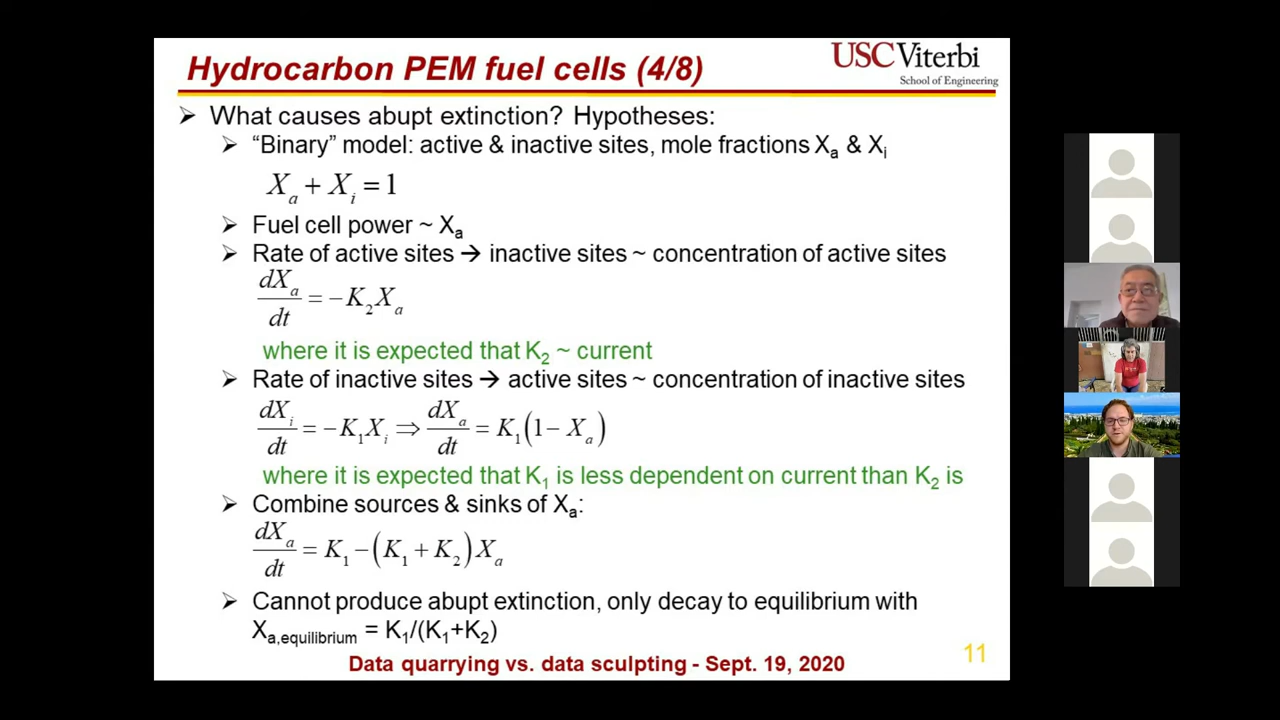 Hydrocarbon PEM fuel cells (4/8)
USC Viterbi
School of Engineering
➢ What causes abupt extinction? Hypotheses:
➢ “Binary” model: active & inactive sites, mole fractions Xₐ & Xᵢ
Xₐ + Xᵢ = 1
➢ Fuel cell power ~ Xₐ
➢ Rate of active sites → inactive sites ~ concentration of active sites
dXₐ/dt = −K₂Xₐ
where it is expected that K₂ ~ current
➢ Rate of inactive sites → active sites ~ concentration of inactive sites
dXᵢ/dt = −K₁Xᵢ ⇒ dXₐ/dt = K₁(1− Xₐ)
where it is expected that K₁ is less dependent on current than K₂ is
➢ Combine sources & sinks of Xₐ:
dXₐ/dt = K₁ −(K₁ + K₂)Xₐ
➢ Cannot produce abupt extinction, only decay to equilibrium with
Xa,equilibrium = K₁/(K₁+K₂)
Data quarrying vs. data sculpting - Sept. 19, 2020
11